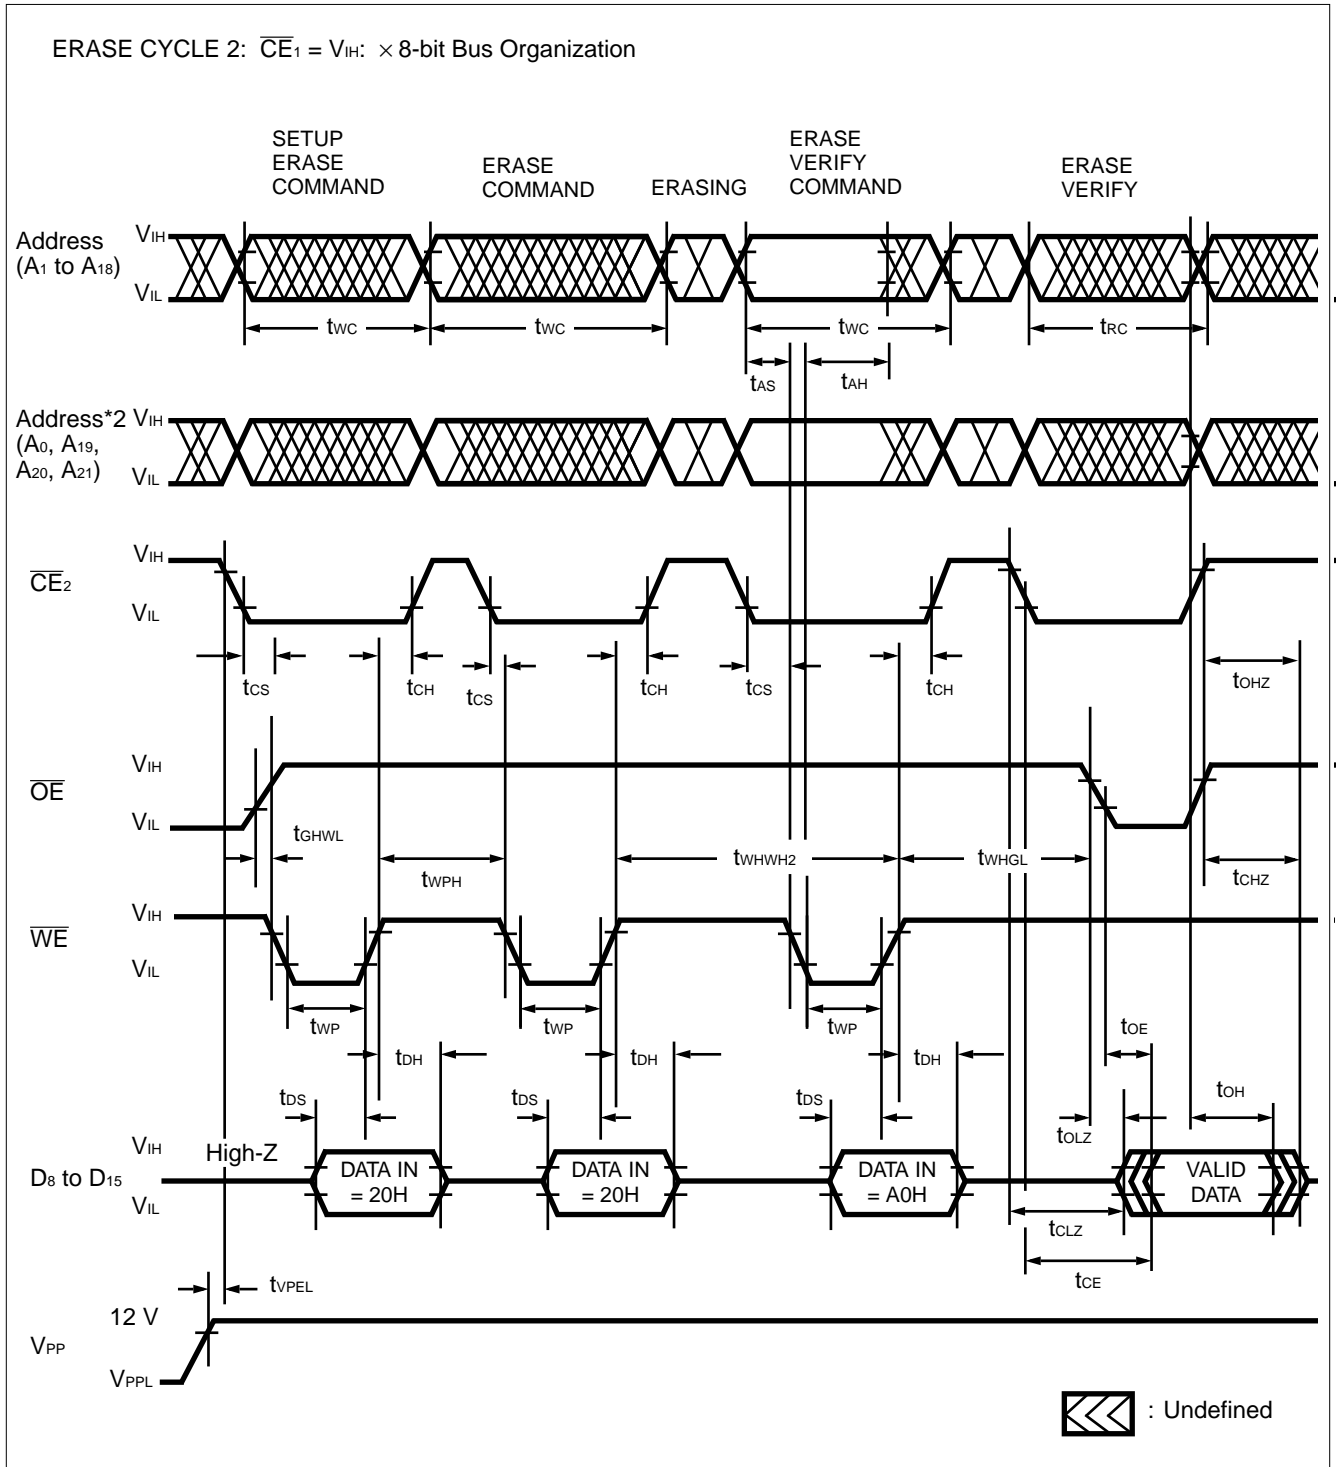 ERASE CYCLE 2: CE1 = VIH: × 8-bit Bus Organization
SETUP
ERASE
COMMAND
ERASE
COMMAND
ERASING
ERASE
VERIFY
COMMAND
ERASE
VERIFY
Address
(A1 to A18)
VIH
VIL
tWC
tWC
tWC
tRC
tAS
tAH
Address*2
(A0, A19,
A20, A21)
VIH
VIL
CE2
VIH
VIL
tCS
tCH
tCS
tCH
tCS
tCH
tOHZ
OE
VIH
VIL
tGHWL
tWPH
tWHWH2
tWHGL
tCHZ
WE
VIH
VIL
tWP
tWP
tWP
tOE
tDH
tDH
tDH
tDS
tDS
tDS
tOH
tOLZ
D8 to D15
VIH
VIL
High-Z
DATA IN
= 20H
DATA IN
= 20H
DATA IN
= A0H
VALID
DATA
tCLZ
tCE
tVPEL
VPP
12 V
VPPL
: Undefined